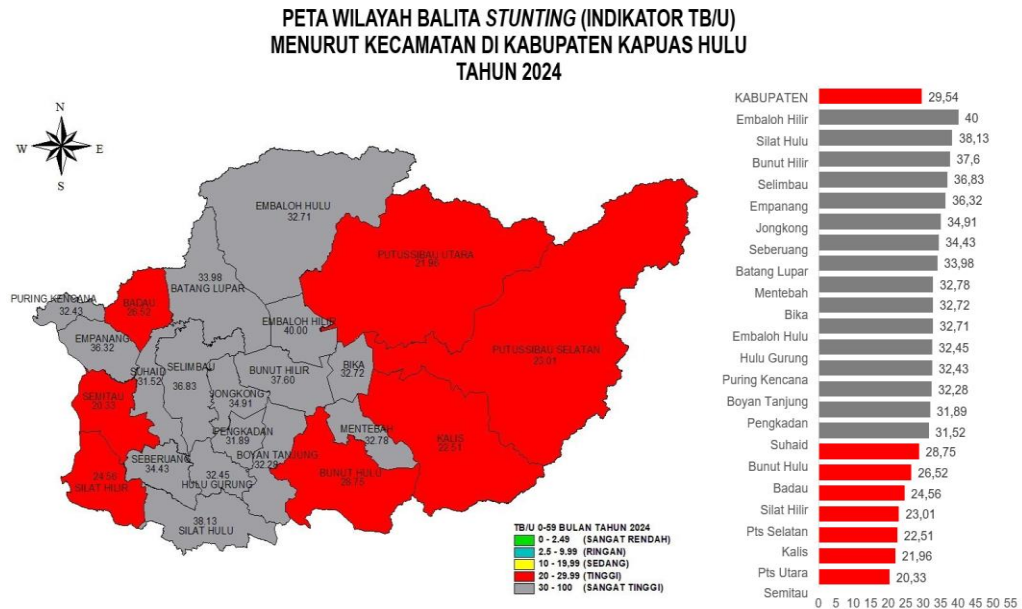 PETA WILAYAH BALITA STUNTING (INDIKATOR TB/U)
MENURUT KECAMATAN DI KABUPATEN KAPUAS HULU
TAHUN 2024
N
W E
S
EMBALOH HULU
32.71
PUTUSSIBAU UTARA
21.96
33.98
BATANG LUPAR
PURING KENCANA
32.43
BADAU
26.52
EMBALOH HILIR
40.00
EMPANANG
36.32
PUTUSSIBAU SELATAN
23.01
SUHAID
31.52
SELIMBAU
36.83
BUNUT HILIR
37.60
BIKA
32.72
SEMITAU
20.33
JONGKONG
34.91
PENGKADAN
31.89
MENTEBAH
32.78
KALIS
22.51
SEBERUANG
34.43
BOYAN TANJUNG
32.28
24.56
SILAT HILIR
32.45
HULU GURUNG
BUNUT HULU
28.75
38.13
SILAT HULU
TB/U 0-59 BULAN TAHUN 2024
0 - 2.49 (SANGAT RENDAH)
2.5 - 9.99 (RINGAN)
10 - 19,99 (SEDANG)
20 - 29.99 (TINGGI)
30 - 100 (SANGAT TINGGI)
KABUPATEN 29,54
Embaloh Hilir 40
Silat Hulu 38,13
Bunut Hilir 37,6
Selimbau 36,83
Empanang 36,32
Jongkong 34,91
Seberuang 34,43
Batang Lupar 33,98
Mentebah 32,78
Bika 32,72
Embaloh Hulu 32,71
Hulu Gurung 32,45
Puring Kencana 32,43
Boyan Tanjung 32,28
Pengkadan 31,89
Suhaid 31,52
Bunut Hulu 28,75
Badau 26,52
Silat Hilir 24,56
Pts Selatan 23,01
Kalis 22,51
Pts Utara 21,96
Semitau 20,33
0 5 10 15 20 25 30 35 40 45 50 55